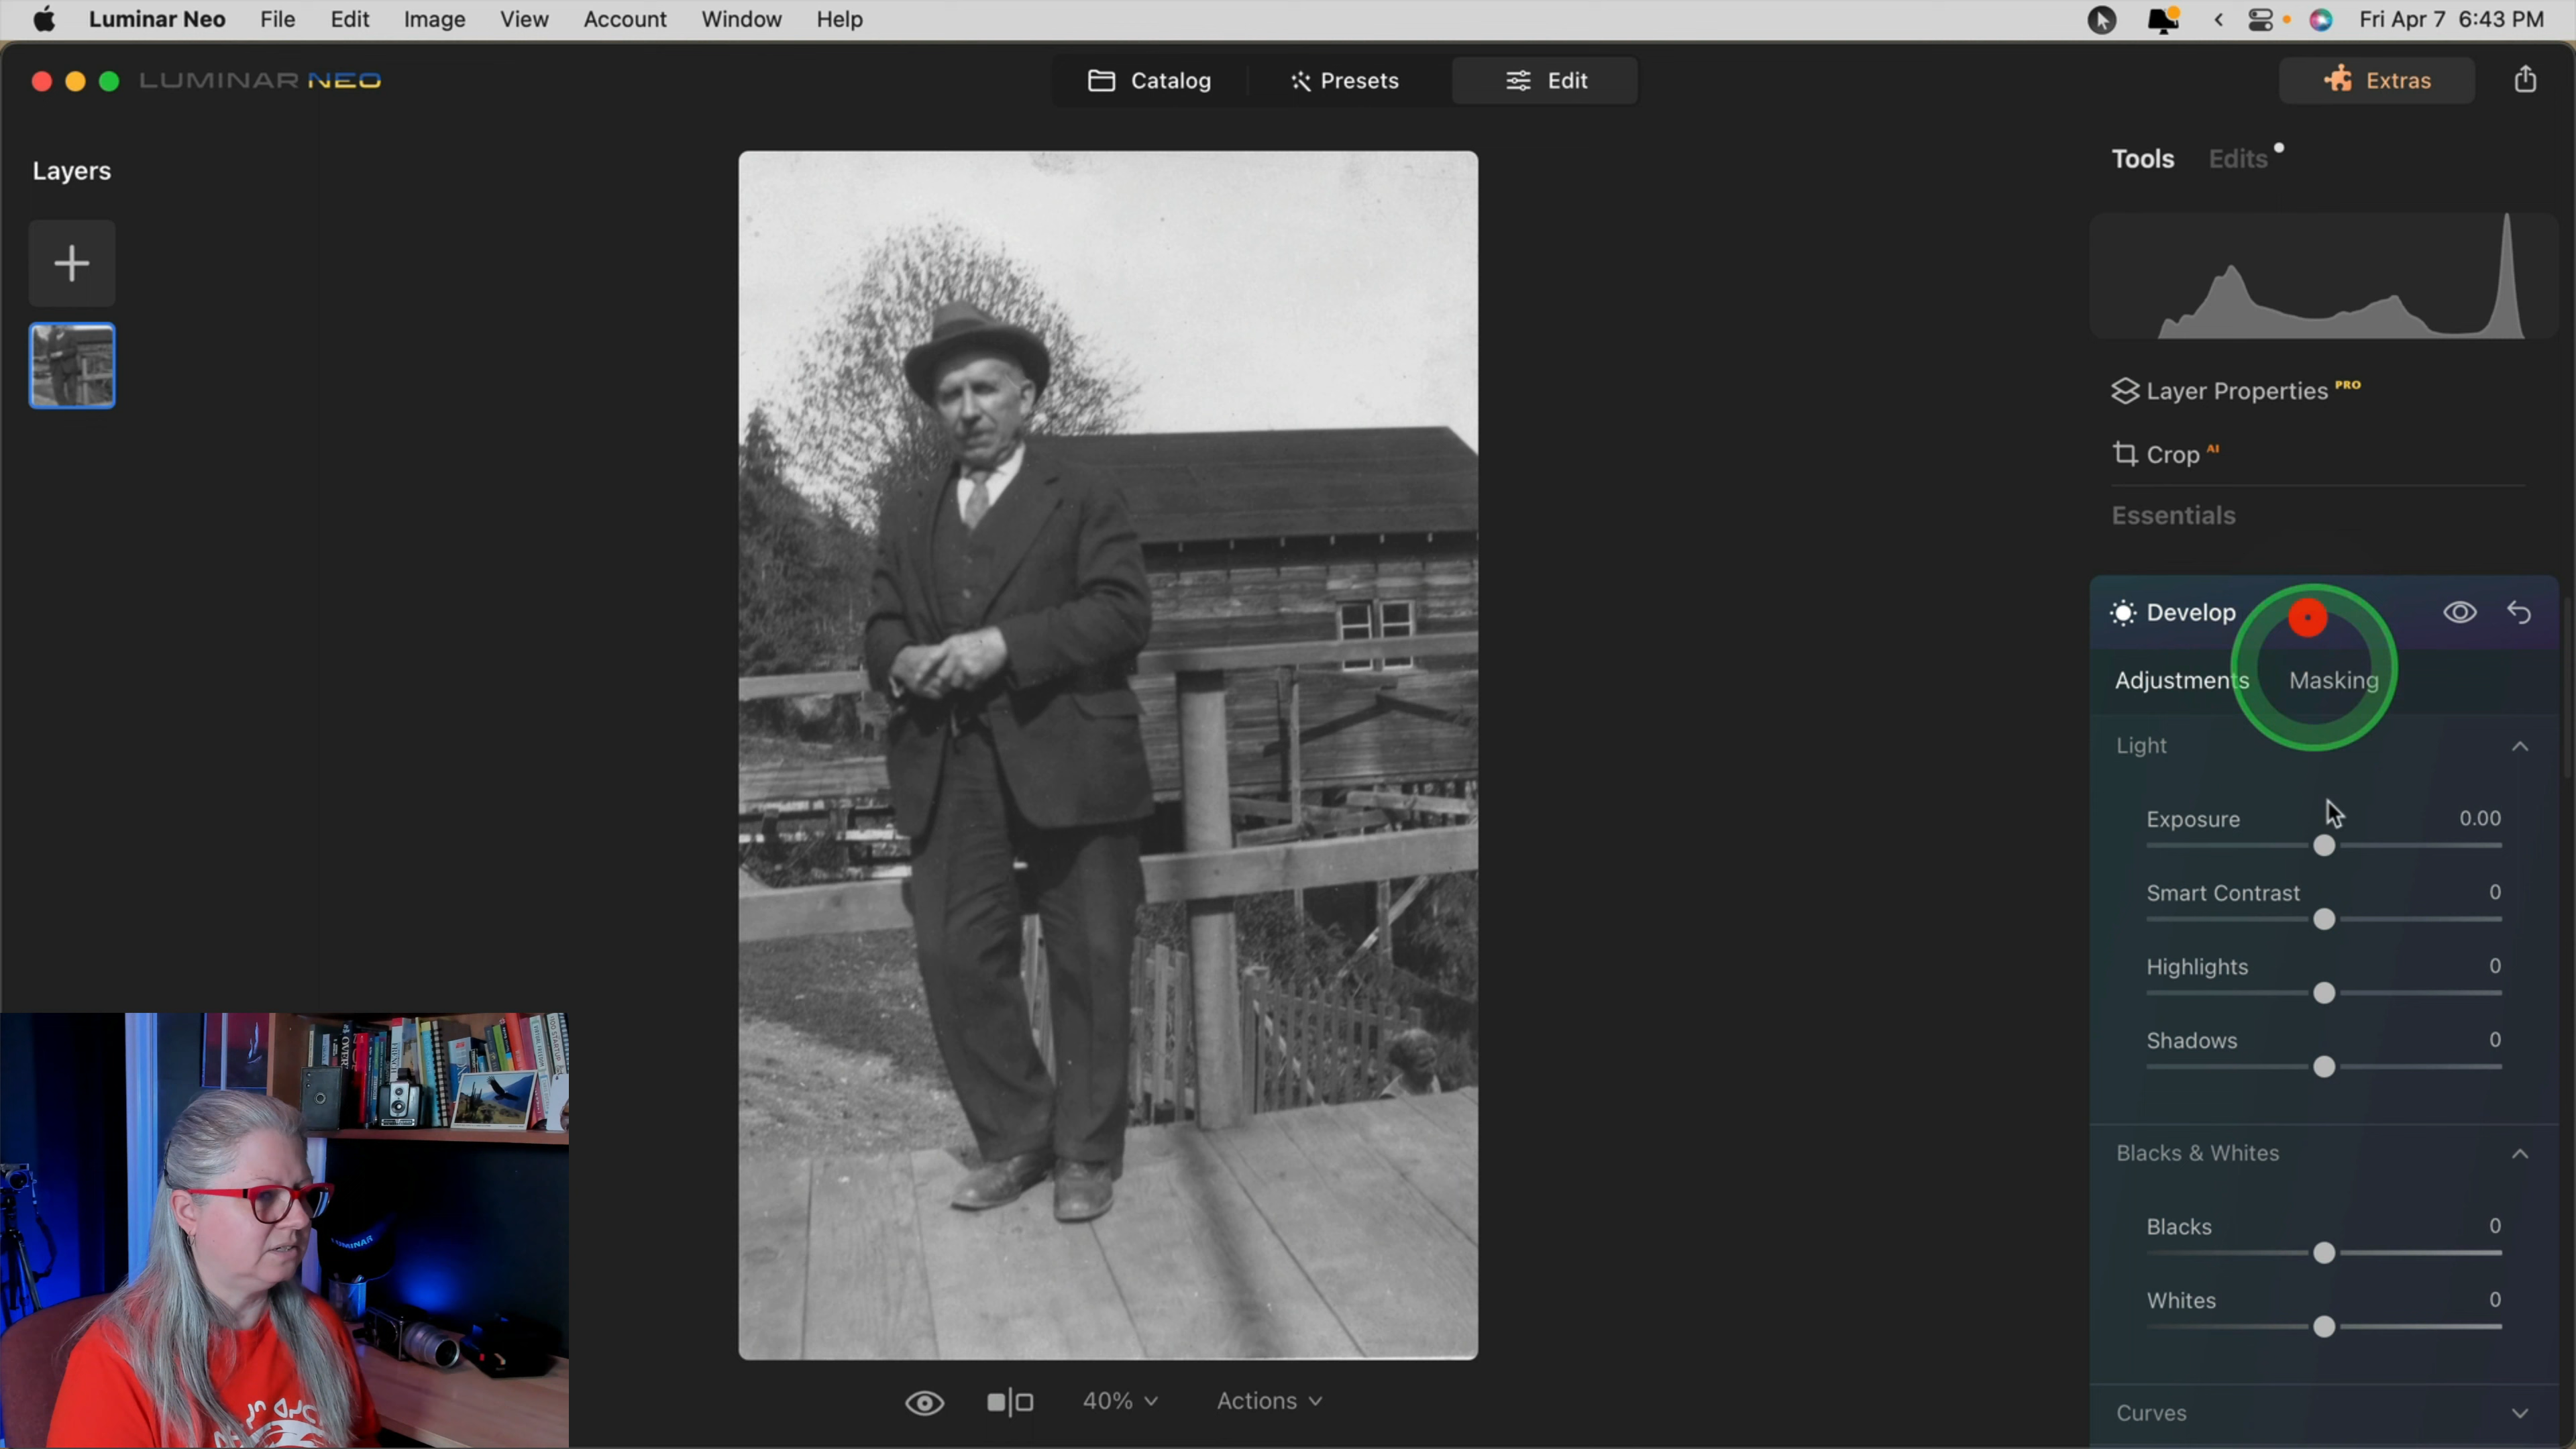 Luminar Neo File Edit Image View Account Window Help Fri Apr 7 6:43 PM
LUMINAR NEO Catalog Presets Edit Extras
Layers
Tools Edits
Layer Properties PRO
Crop AI
Essentials
Develop
Adjustments Masking
Light
Exposure 0.00
Smart Contrast 0
Highlights 0
Shadows 0
Blacks & Whites
Blacks 0
Whites 0
Curves
40% Actions
LUMINAR